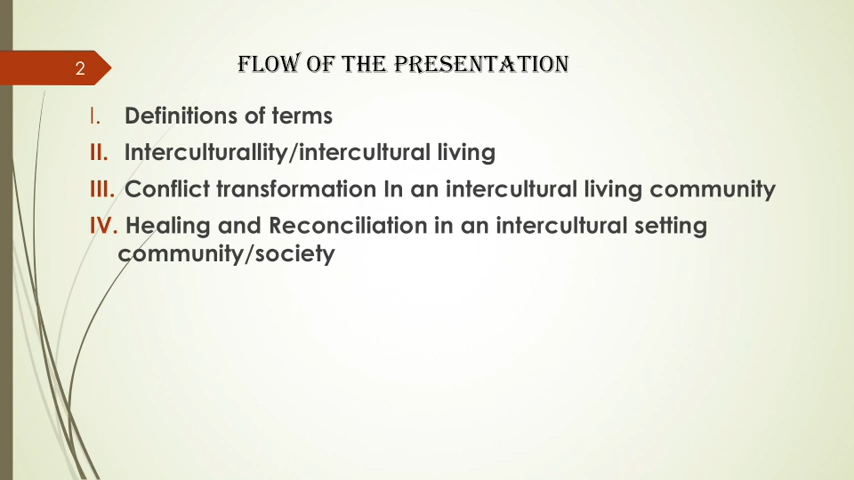 2
FLOW OF THE PRESENTATION
I. Definitions of terms
II. Interculturallity/intercultural living
III. Conflict transformation In an intercultural living community
IV. Healing and Reconciliation in an intercultural setting
community/society